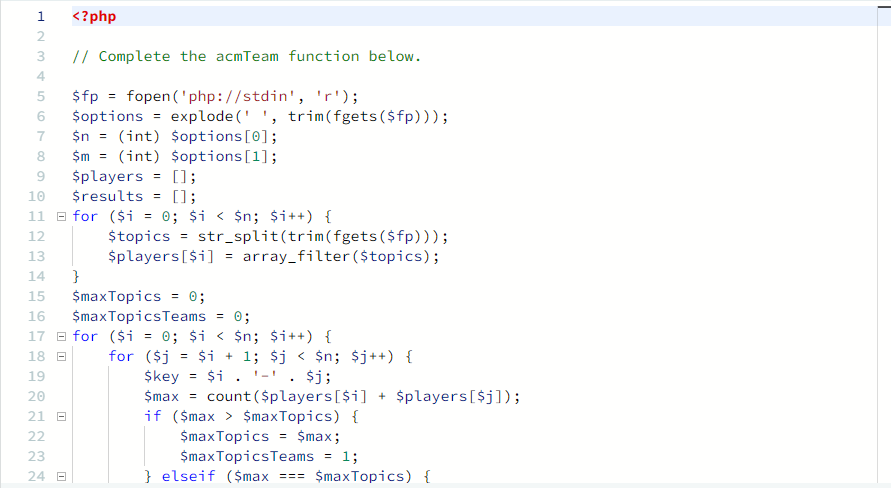 1 <?php
2
3 // Complete the acmTeam function below.
4
5 $fp = fopen('php://stdin', 'r');
6 $options = explode(' ', trim(fgets($fp)));
7 $n = (int) $options[0];
8 $m = (int) $options[1];
9 $players = [];
10 $results = [];
11 for ($i = 0; $i < $n; $i++) {
12     $topics = str_split(trim(fgets($fp)));
13     $players[$i] = array_filter($topics);
14 }
15 $maxTopics = 0;
16 $maxTopicsTeams = 0;
17 for ($i = 0; $i < $n; $i++) {
18     for ($j = $i + 1; $j < $n; $j++) {
19         $key = $i . '-' . $j;
20         $max = count($players[$i] + $players[$j]);
21         if ($max > $maxTopics) {
22             $maxTopics = $max;
23             $maxTopicsTeams = 1;
24         } elseif ($max === $maxTopics) {